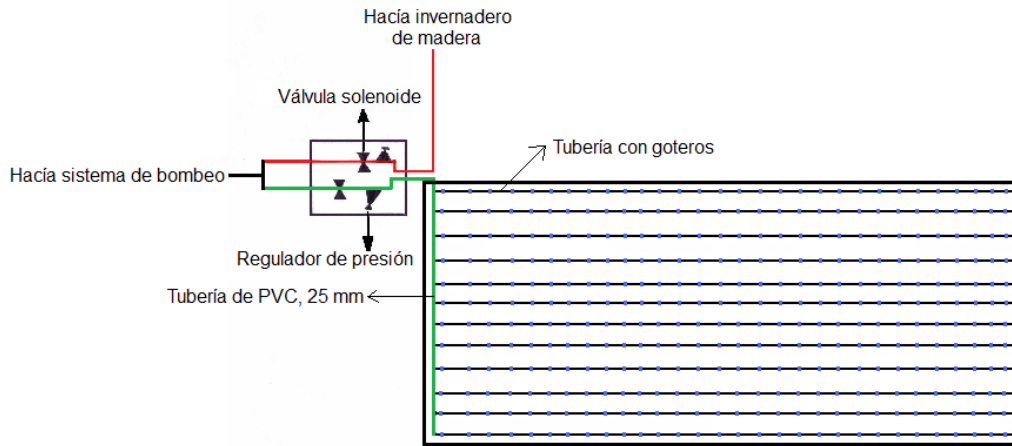 Hacía invernadero
de madera
Válvula solenoide
Tubería con goteros
Hacía sistema de bombeo
Regulador de presión
Tubería de PVC, 25 mm